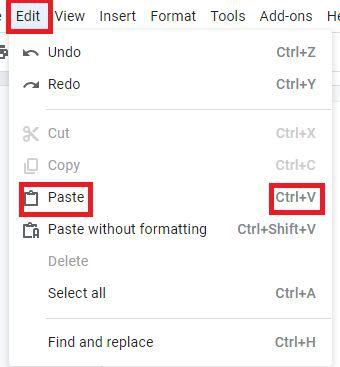 Edit View Insert Format Tools Add-ons He
Undo Ctrl+Z
Redo Ctrl+Y
Cut Ctrl+X
Copy Ctrl+C
Paste Ctrl+V
Paste without formatting Ctrl+Shift+V
Delete
Select all Ctrl+A
Find and replace Ctrl+H